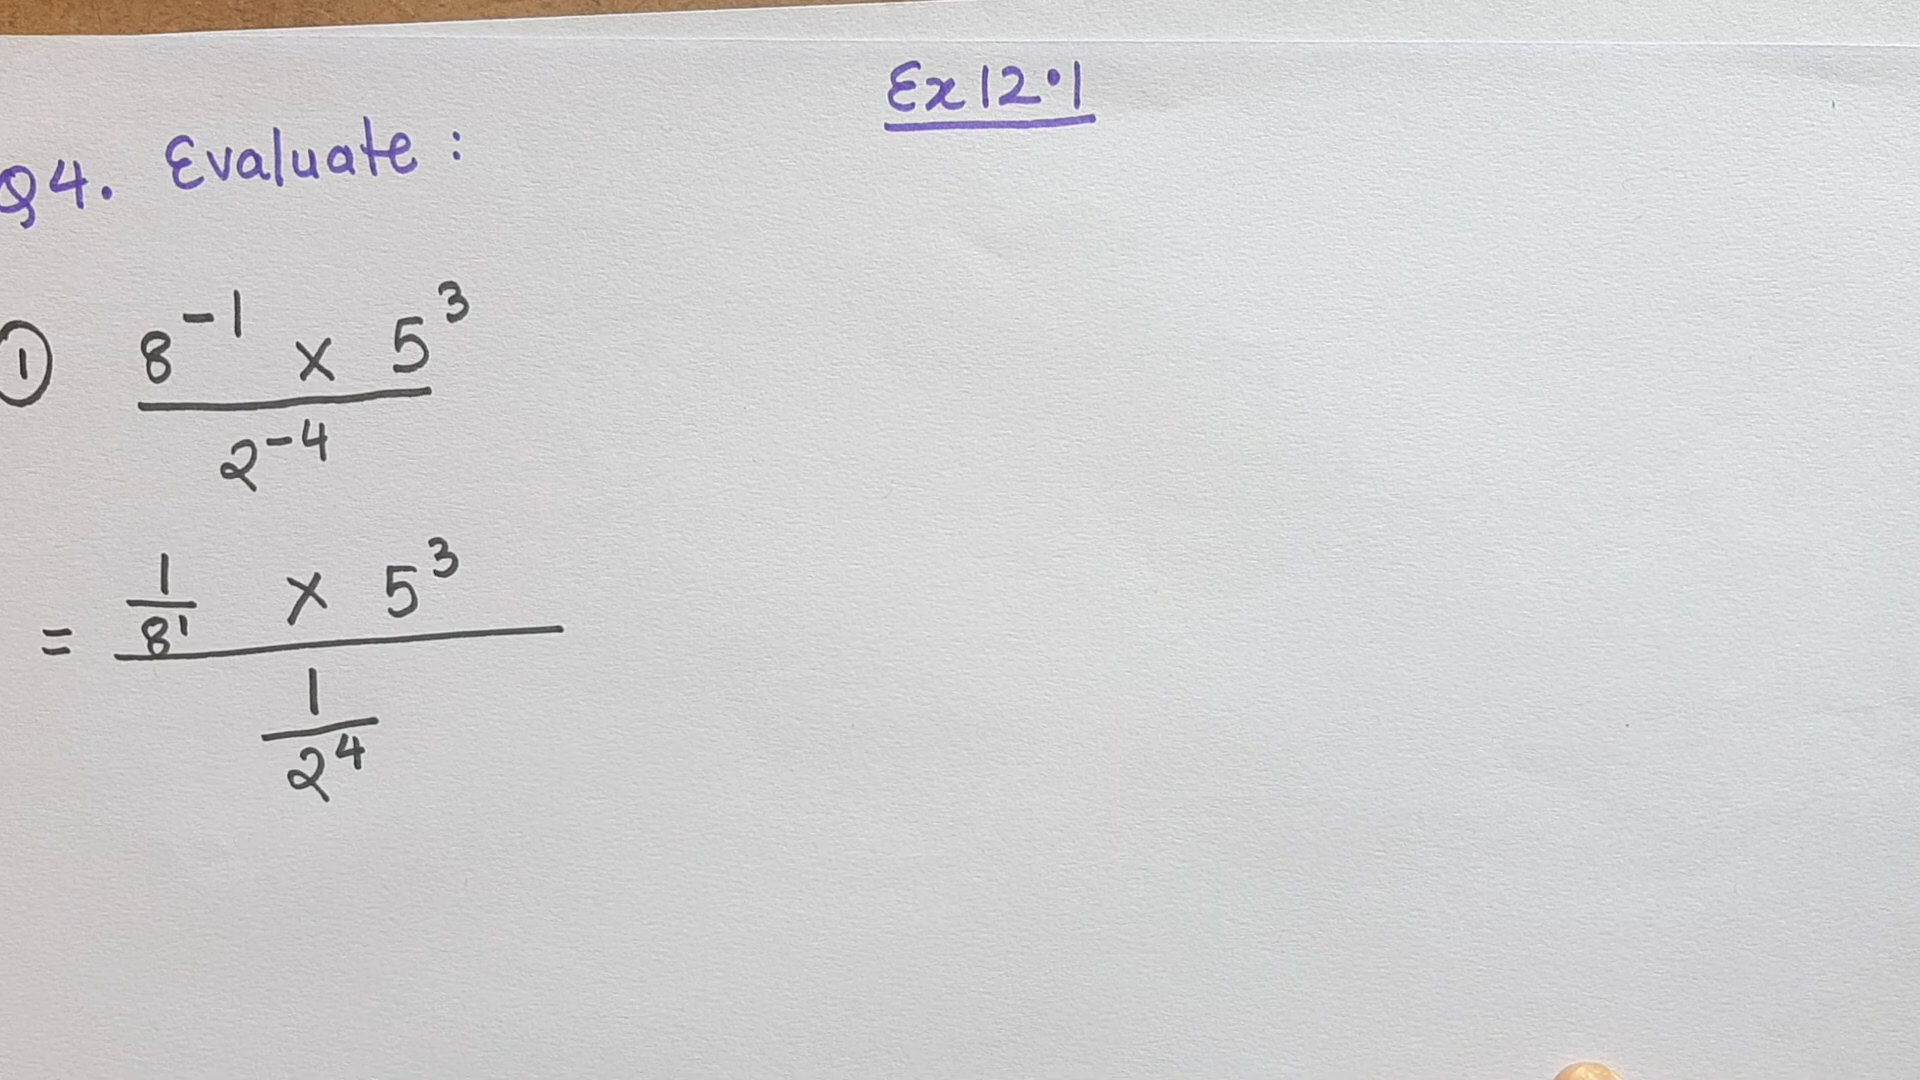 Ex 12.1
Q4. Evaluate :
① 8⁻¹ × 5³
2⁻⁴
= 1/8¹ × 5³
1/2⁴